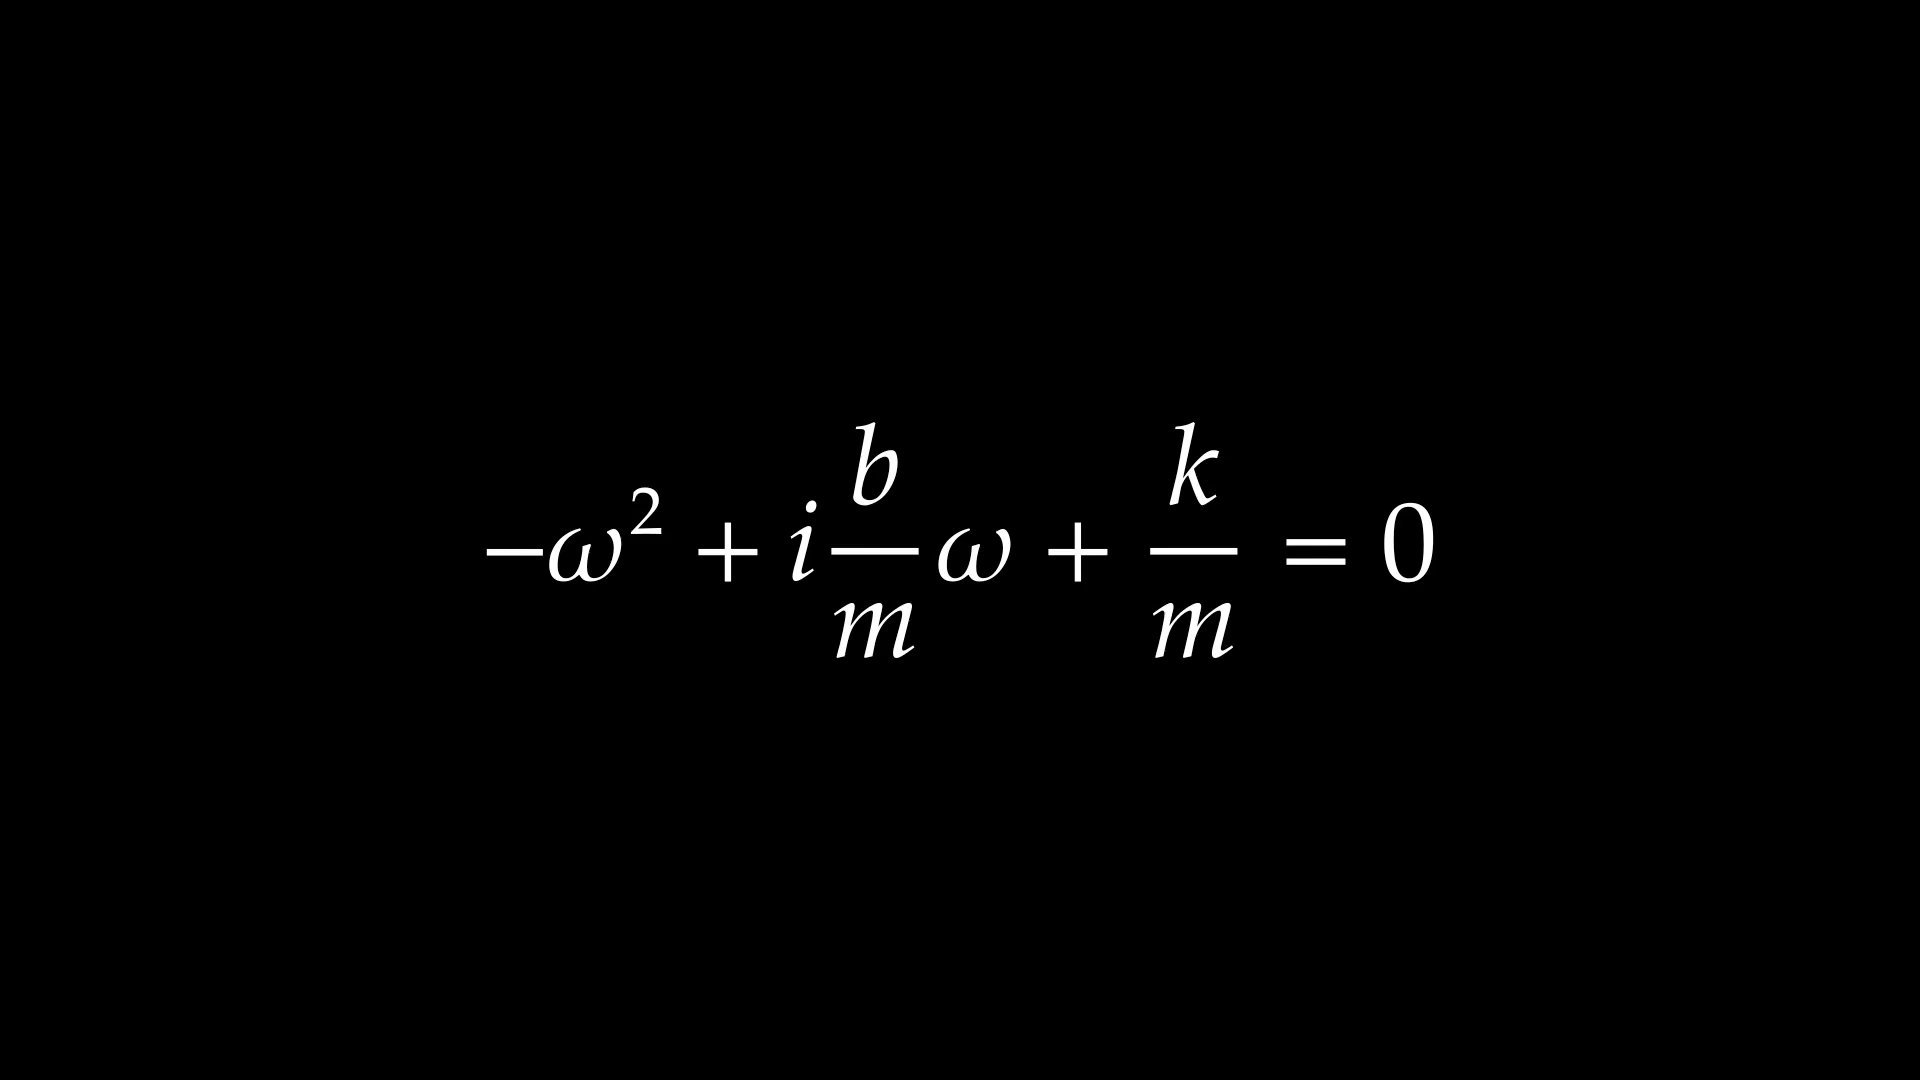 −ω² + i b/m ω + k/m = 0